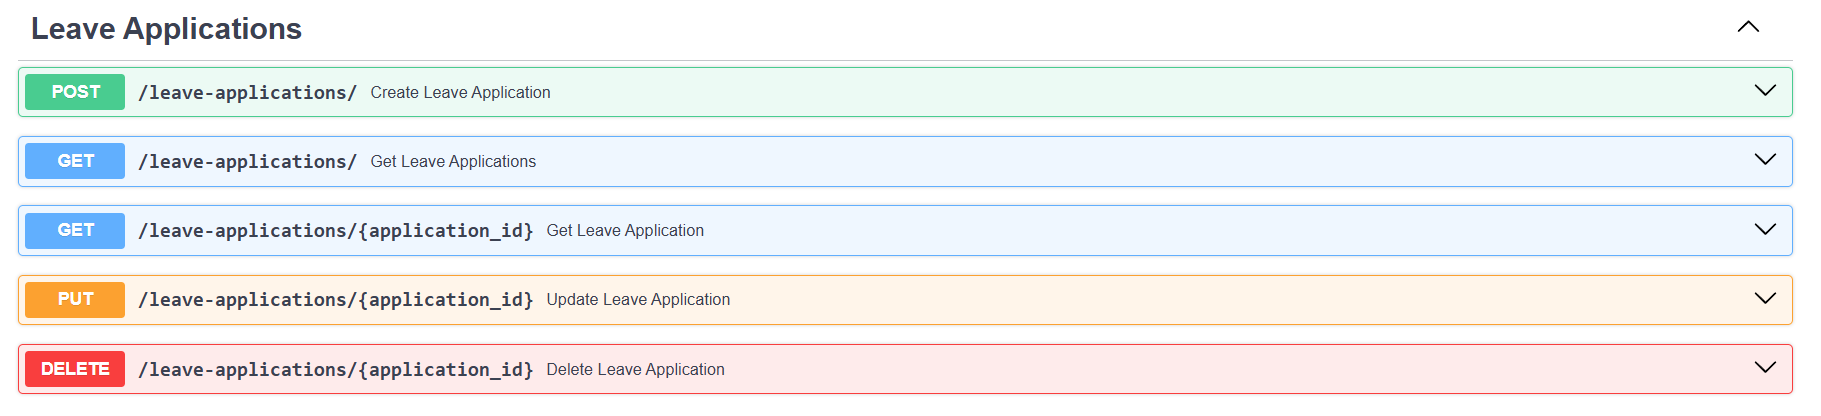 Leave Applications
POST /leave-applications/ Create Leave Application
GET /leave-applications/ Get Leave Applications
GET /leave-applications/{application_id} Get Leave Application
PUT /leave-applications/{application_id} Update Leave Application
DELETE /leave-applications/{application_id} Delete Leave Application